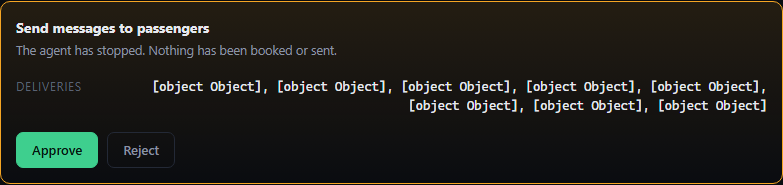 Send messages to passengers
The agent has stopped. Nothing has been booked or sent.
DELIVERIES
[object Object], [object Object], [object Object], [object Object], [object Object],
[object Object], [object Object], [object Object]
Approve
Reject